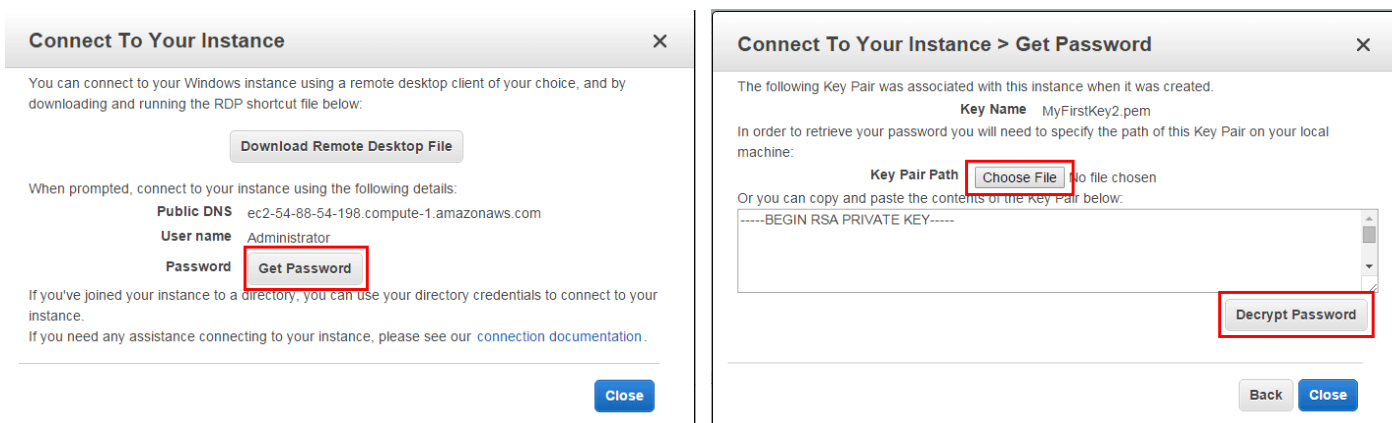 Connect To Your Instance
×
You can connect to your Windows instance using a remote desktop client of your choice, and by
downloading and running the RDP shortcut file below:
Download Remote Desktop File
When prompted, connect to your instance using the following details:
Public DNS ec2-54-88-54-198.compute-1.amazonaws.com
User name Administrator
Password Get Password
If you've joined your instance to a directory, you can use your directory credentials to connect to your
instance.
If you need any assistance connecting to your instance, please see our connection documentation.
Close
Connect To Your Instance > Get Password
×
The following Key Pair was associated with this instance when it was created.
Key Name MyFirstKey2.pem
In order to retrieve your password you will need to specify the path of this Key Pair on your local
machine:
Key Pair Path Choose File No file chosen
Or you can copy and paste the contents of the Key Pair below:
-----BEGIN RSA PRIVATE KEY-----
Decrypt Password
Back Close